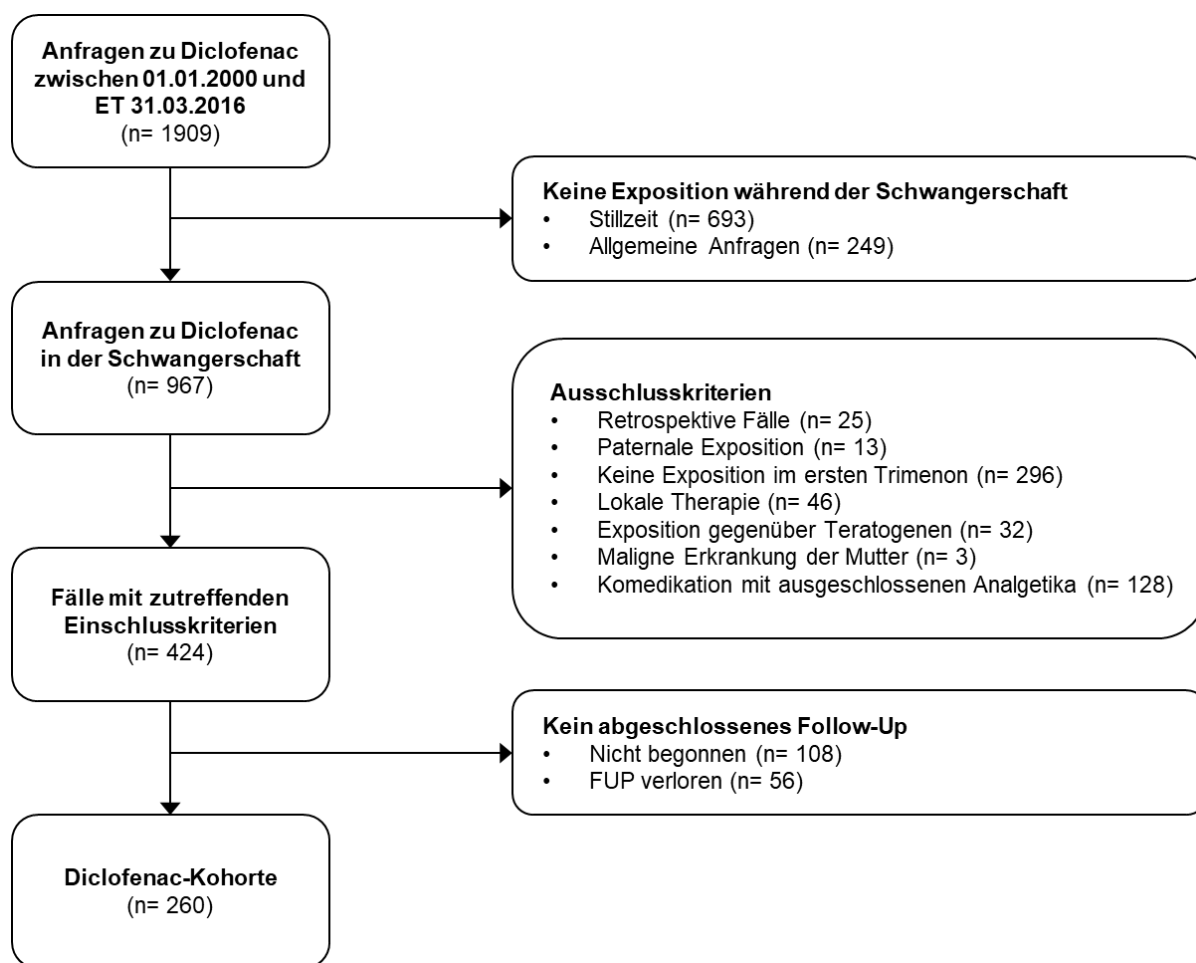 Anfragen zu Diclofenac
zwischen 01.01.2000 und
ET 31.03.2016
(n= 1909)
Keine Exposition während der Schwangerschaft
• Stillzeit (n= 693)
• Allgemeine Anfragen (n= 249)
Anfragen zu Diclofenac
in der Schwangerschaft
(n= 967)
Ausschlusskriterien
• Retrospektive Fälle (n= 25)
• Paternale Exposition (n= 13)
• Keine Exposition im ersten Trimenon (n= 296)
• Lokale Therapie (n= 46)
• Exposition gegenüber Teratogenen (n= 32)
• Maligne Erkrankung der Mutter (n= 3)
• Komedikation mit ausgeschlossenen Analgetika (n= 128)
Fälle mit zutreffenden
Einschlusskriterien
(n= 424)
Kein abgeschlossenes Follow-Up
• Nicht begonnen (n= 108)
• FUP verloren (n= 56)
Diclofenac-Kohorte
(n= 260)